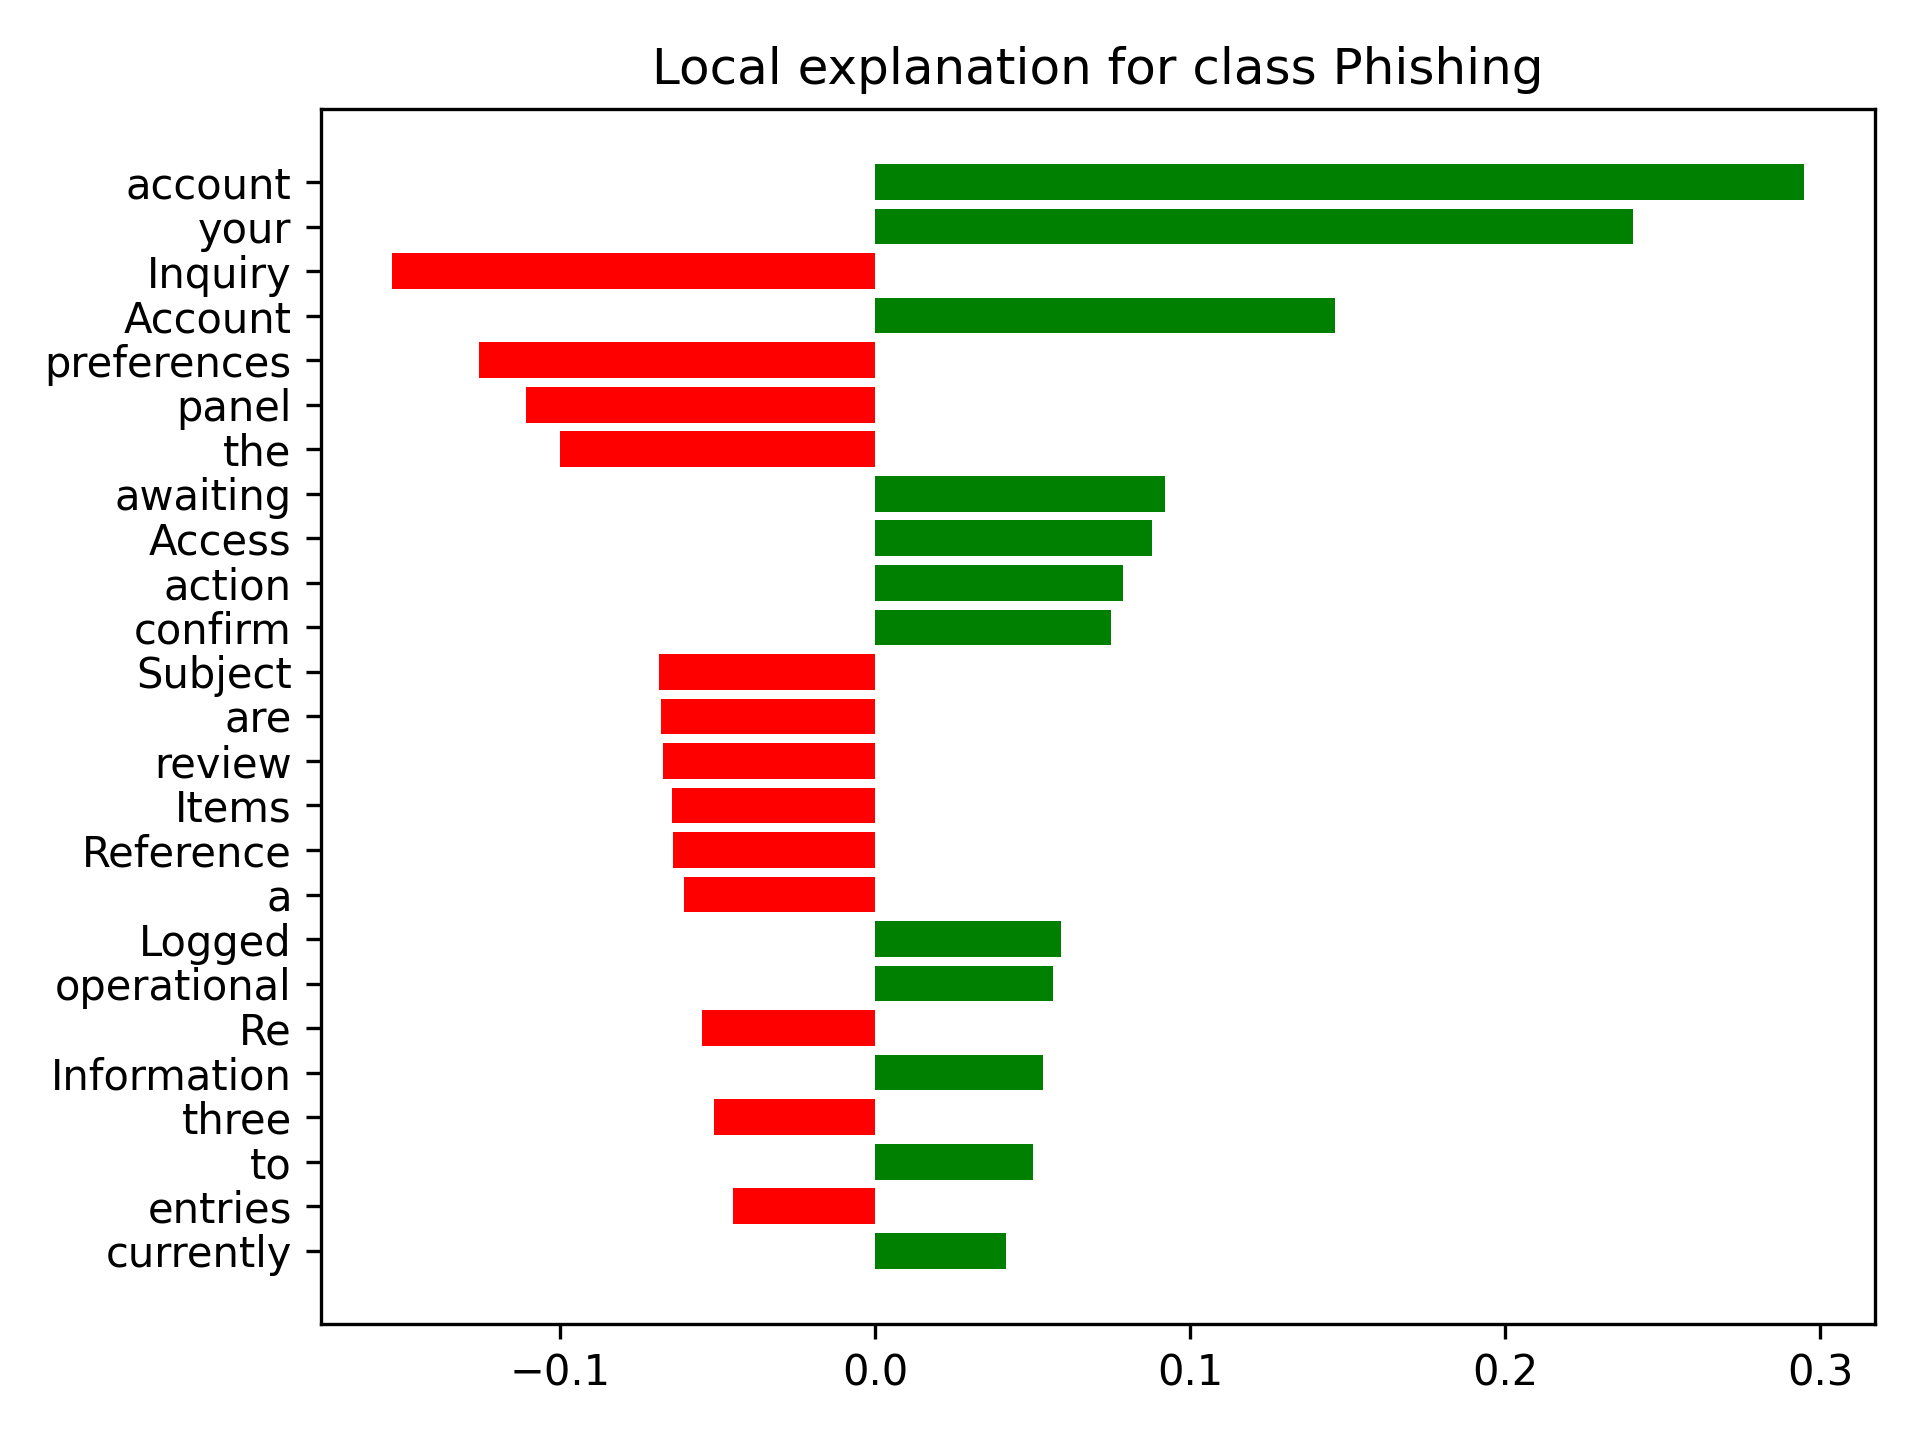 Local explanation for class Phishing
account
your
Inquiry
Account
preferences
panel
the
awaiting
Access
action
confirm
Subject
are
review
Items
Reference
a
Logged
operational
Re
Information
three
to
entries
currently
−0.1 0.0 0.1 0.2 0.3